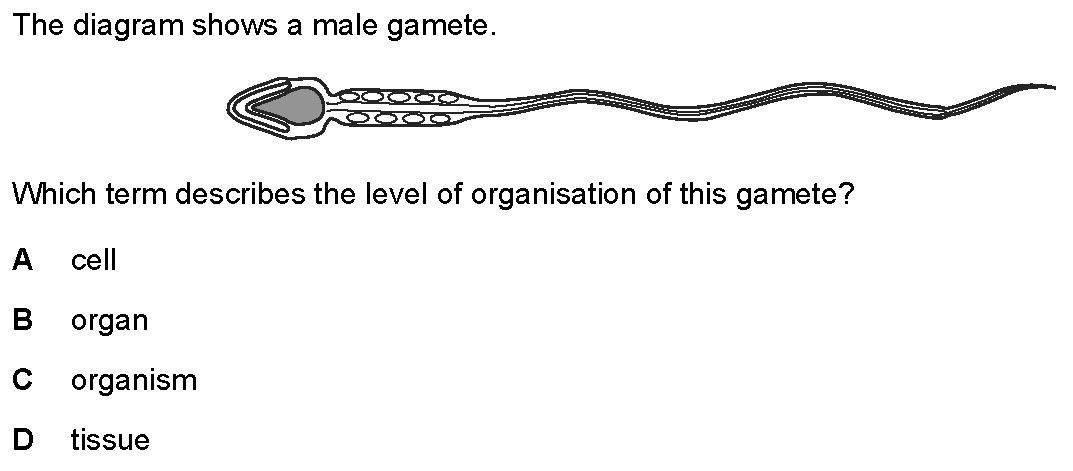 The diagram shows a male gamete.
Which term describes the level of organisation of this gamete?
A cell
B organ
C organism
D tissue